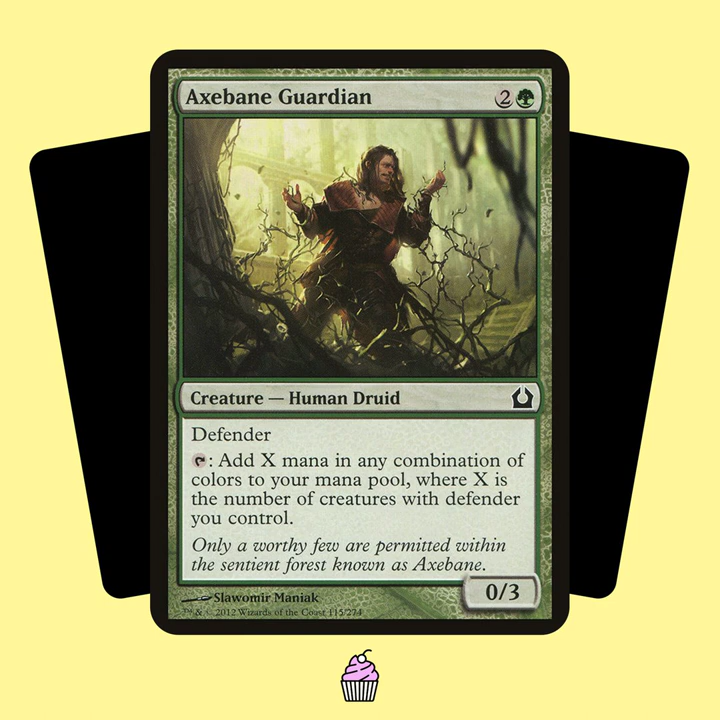 Axebane Guardian 2
Creature — Human Druid
Defender
: Add X mana in any combination of
colors to your mana pool, where X is
the number of creatures with defender
you control.
Only a worthy few are permitted within
the sentient forest known as Axebane.
0/3
Slawomir Maniak
™ & © 2012 Wizards of the Coast 115/274